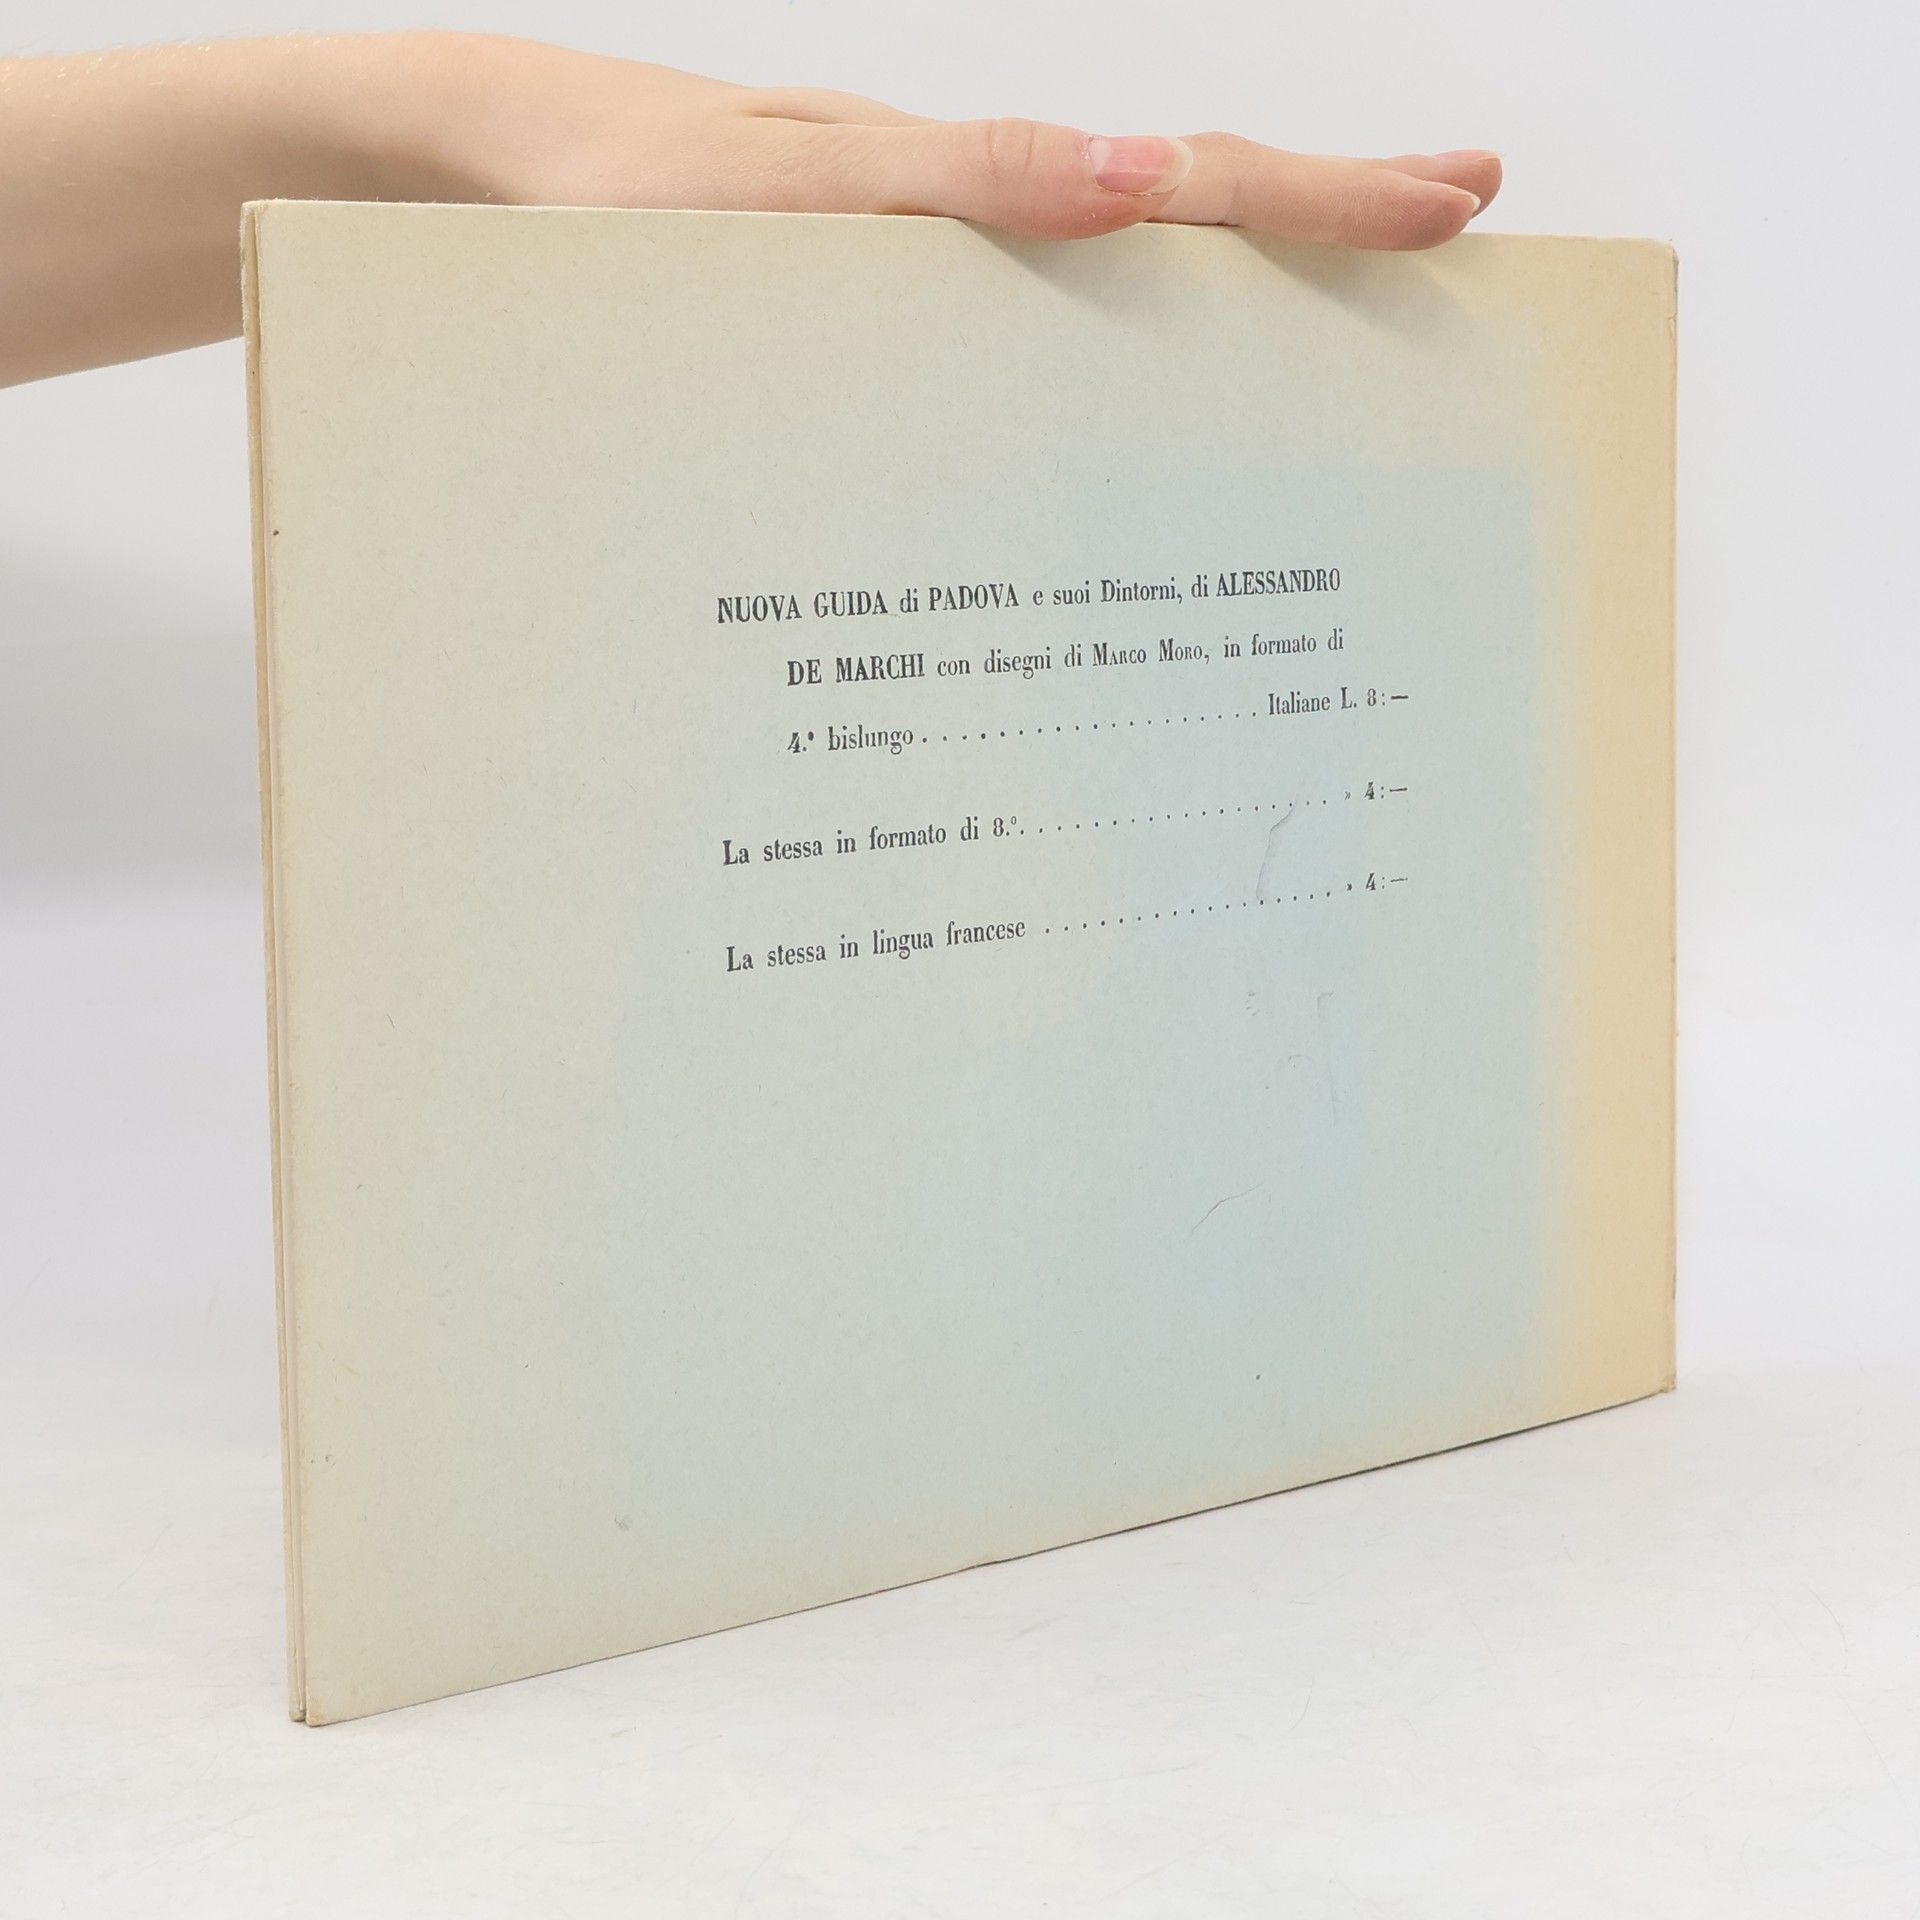 NUOVA GUIDA di PADOVA e suoi Dintorni, di ALESSANDRO
DE MARCHI con disegni di MARCO MORO, in formato di
4.° bislungo . . . . . . . . . . . . . . . . . . Italiane L. 8:—
La stessa in formato di 8.°. . . . . . . . . . . . . . . . . . » 4:—
La stessa in lingua francese . . . . . . . . . . . . . . . . » 4:—